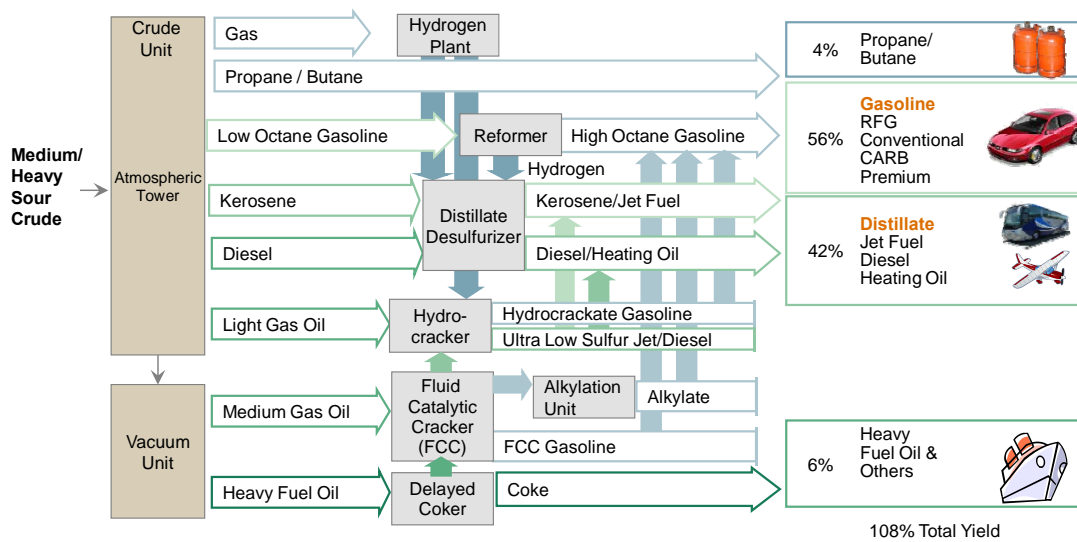 Crude
Unit
Gas
Hydrogen
Plant
4%
Propane/
Butane
Propane / Butane
Low Octane Gasoline
Reformer
High Octane Gasoline
56%
Gasoline
RFG
Conventional
CARB
Premium
Medium/
Heavy
Sour
Crude
Atmospheric
Tower
Hydrogen
Kerosene
Distillate
Desulfurizer
Kerosene/Jet Fuel
Diesel
Diesel/Heating Oil
42%
Distillate
Jet Fuel
Diesel
Heating Oil
Light Gas Oil
Hydro-
cracker
Hydrocrackate Gasoline
Ultra Low Sulfur Jet/Diesel
Vacuum
Unit
Medium Gas Oil
Fluid
Catalytic
Cracker
(FCC)
Alkylation
Unit
Alkylate
FCC Gasoline
Heavy Fuel Oil
Delayed
Coker
Coke
6%
Heavy
Fuel Oil &
Others
108% Total Yield